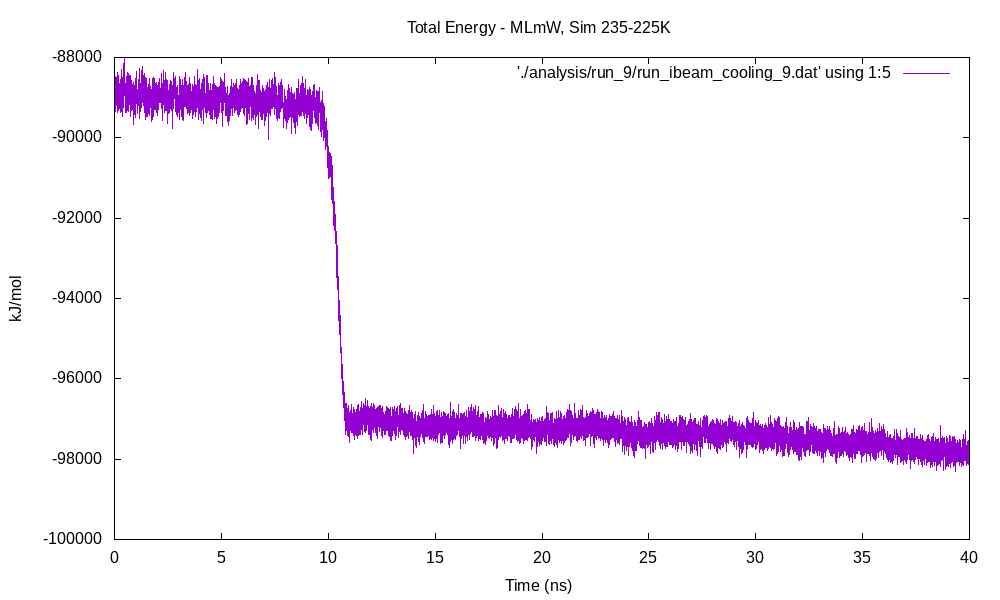 Total Energy - MLmW, Sim 235-225K
'./analysis/run_9/run_ibeam_cooling_9.dat' using 1:5
-88000
-90000
-92000
-94000
-96000
-98000
-100000
kJ/mol
0 5 10 15 20 25 30 35 40
Time (ns)